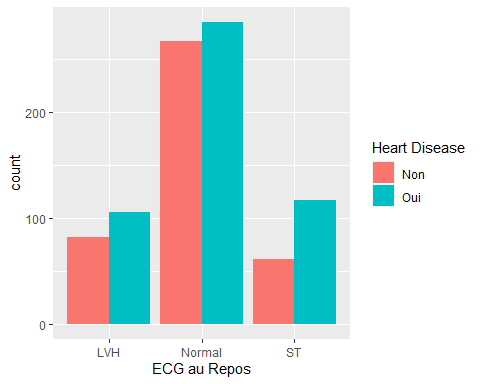 count
200
100
0
LVH Normal ST
ECG au Repos
Heart Disease
Non
Oui